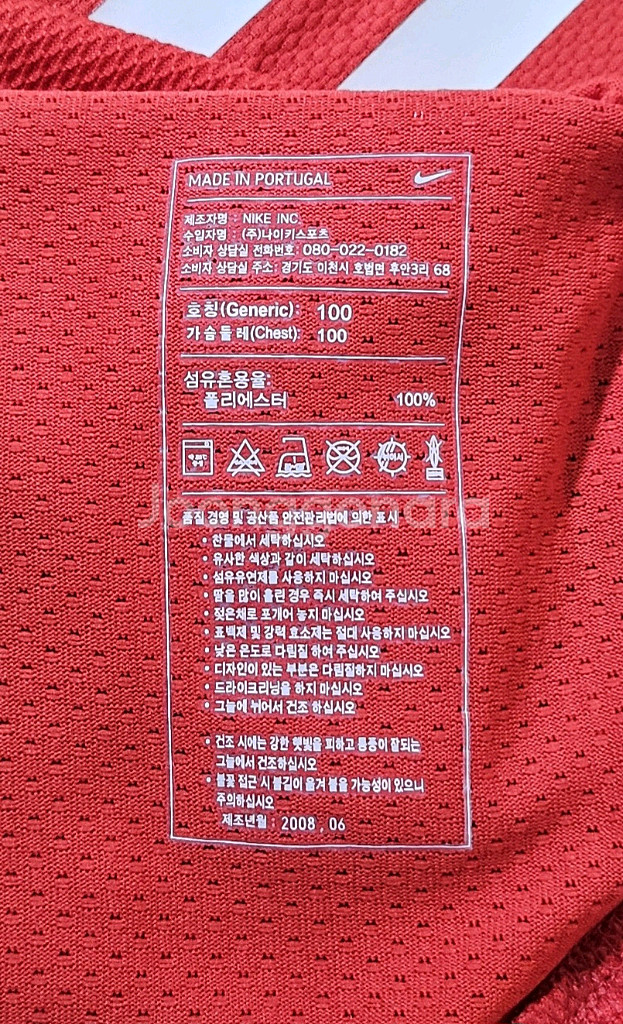 MADE IN PORTUGAL
제조자명 : NIKE INC
수입자명 : (주)나이키스포츠
소비자 상담실 전화번호: 080-022-0182
소비자 상담실 주소: 경기도 이천시 호법면 후안3리 68
호칭(Generic): 100
가슴둘레(Chest): 100
섬유혼용율:
폴리에스터 100%
품질 경영 및 공산품 안전관리법에 의한 표시
• 찬물에서 세탁하십시오
• 유사한 색상과 같이 세탁하십시오
• 섬유유연제를 사용하지 마십시오
• 땀을 많이 흘린 경우 즉시 세탁하여 주십시오
• 젖은채로 포개어 놓지 마십시오
• 표백제 및 강력 효소제는 절대 사용하지 마십시오
• 낮은 온도로 다림질 하여 주십시오
• 디자인이 있는 부분은 다림질하지 마십시오
• 드라이크리닝을 하지 마십시오
• 그늘에 뉘어서 건조 하십시오
• 건조 시에는 강한 햇빛을 피하고 통풍이 잘되는
그늘에서 건조하십시오
• 불꽃 접근 시 불길이 옮겨 붙을 가능성이 있으니
주의하십시오
제조년월 : 2008 . 06